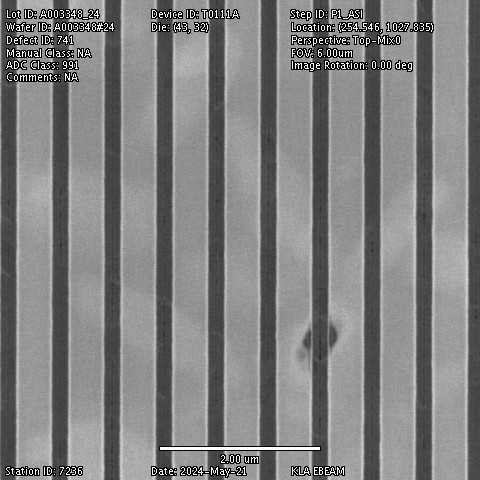 Lot ID: A003348_24
Device ID: T0111A
Step ID: P1_ASI
Wafer ID: A003348#24
Die: (43, 32)
Location: (254.546, 1027.835)
Defect ID: 741
Perspective: Top-Mix0
Manual Class: NA
FOV: 6.00um
ADC Class: 991
Image Rotation: 0.00 deg
Comments: NA
2.00 um
Station ID: 7236
Date: 2024-May-21
KLA EBEAM